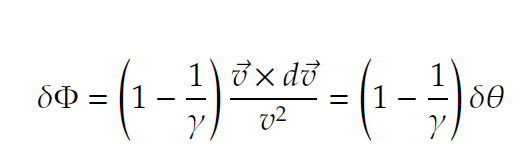 δΦ = (1 − 1/γ) (v⃗ × dv⃗)/v² = (1 − 1/γ) δθ